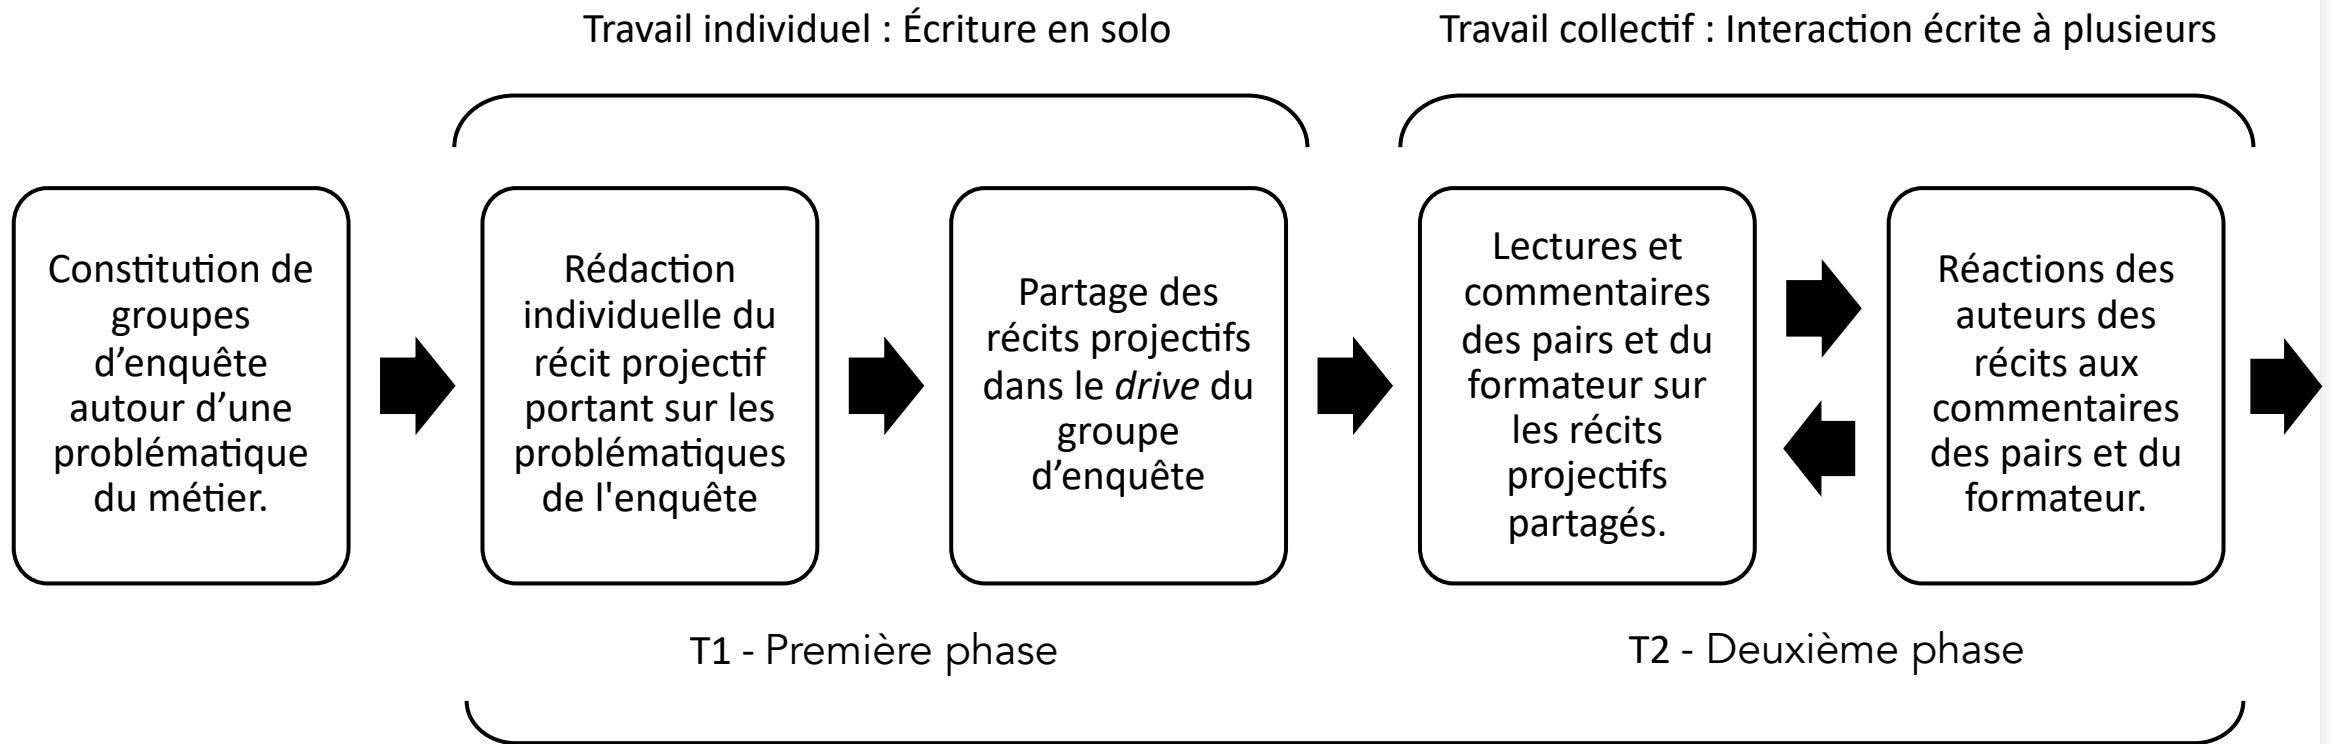 Travail individuel : Écriture en solo
Travail collectif : Interaction écrite à plusieurs
Constitution de
groupes
d’enquête
autour d’une
problématique
du métier.
Rédaction
individuelle du
récit projectif
portant sur les
problématiques
de l'enquête
Partage des
récits projectifs
dans le drive du
groupe
d’enquête
Lectures et
commentaires
des pairs et du
formateur sur
les récits
projectifs
partagés.
Réactions des
auteurs des
récits aux
commentaires
des pairs et du
formateur.
T1 - Première phase
T2 - Deuxième phase